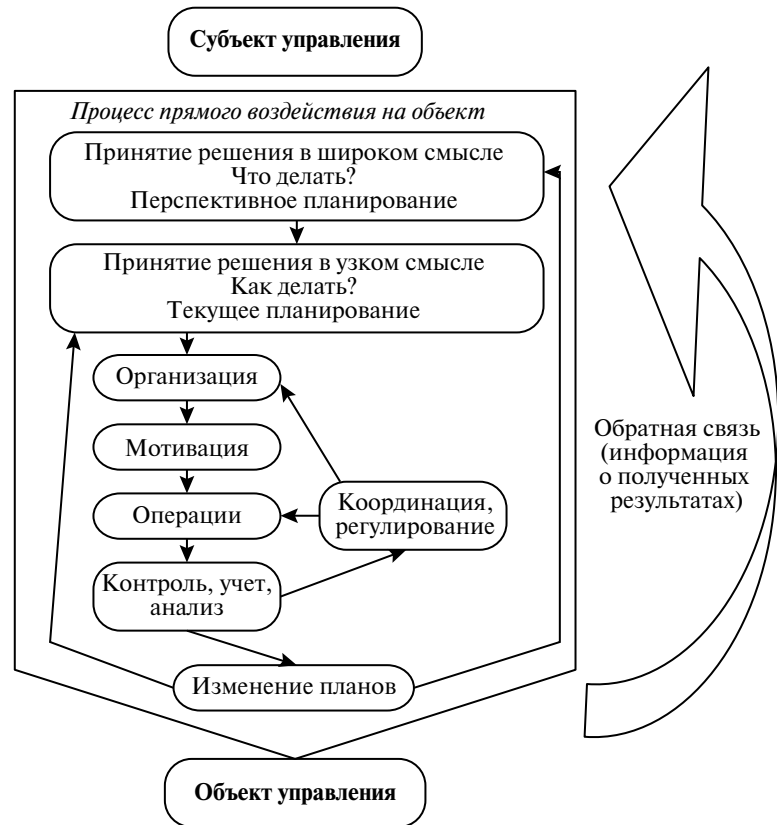 Субъект управления
Процесс прямого воздействия на объект
Принятие решения в широком смысле
Что делать?
Перспективное планирование
Принятие решения в узком смысле
Как делать?
Текущее планирование
Организация
Мотивация
Операции
Координация,
регулирование
Контроль, учет,
анализ
Изменение планов
Обратная связь
(информация
о полученных
результатах)
Объект управления